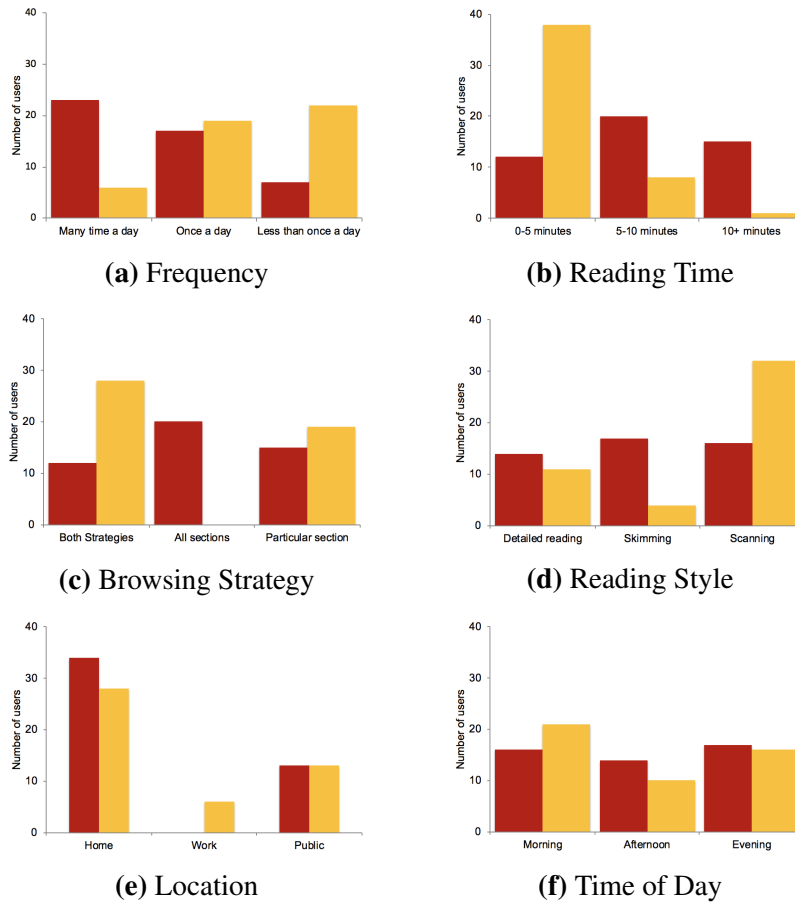 40
30
20
10
0
Number of users
Many time a day Once a day Less than once a day
(a) Frequency
40
30
20
10
0
Number of users
0-5 minutes 5-10 minutes 10+ minutes
(b) Reading Time
40
30
20
10
0
Number of users
Both Strategies All sections Particular section
(c) Browsing Strategy
40
30
20
10
0
Number of users
Detailed reading Skimming Scanning
(d) Reading Style
40
30
20
10
0
Number of users
Home Work Public
(e) Location
40
30
20
10
0
Number of users
Morning Afternoon Evening
(f) Time of Day